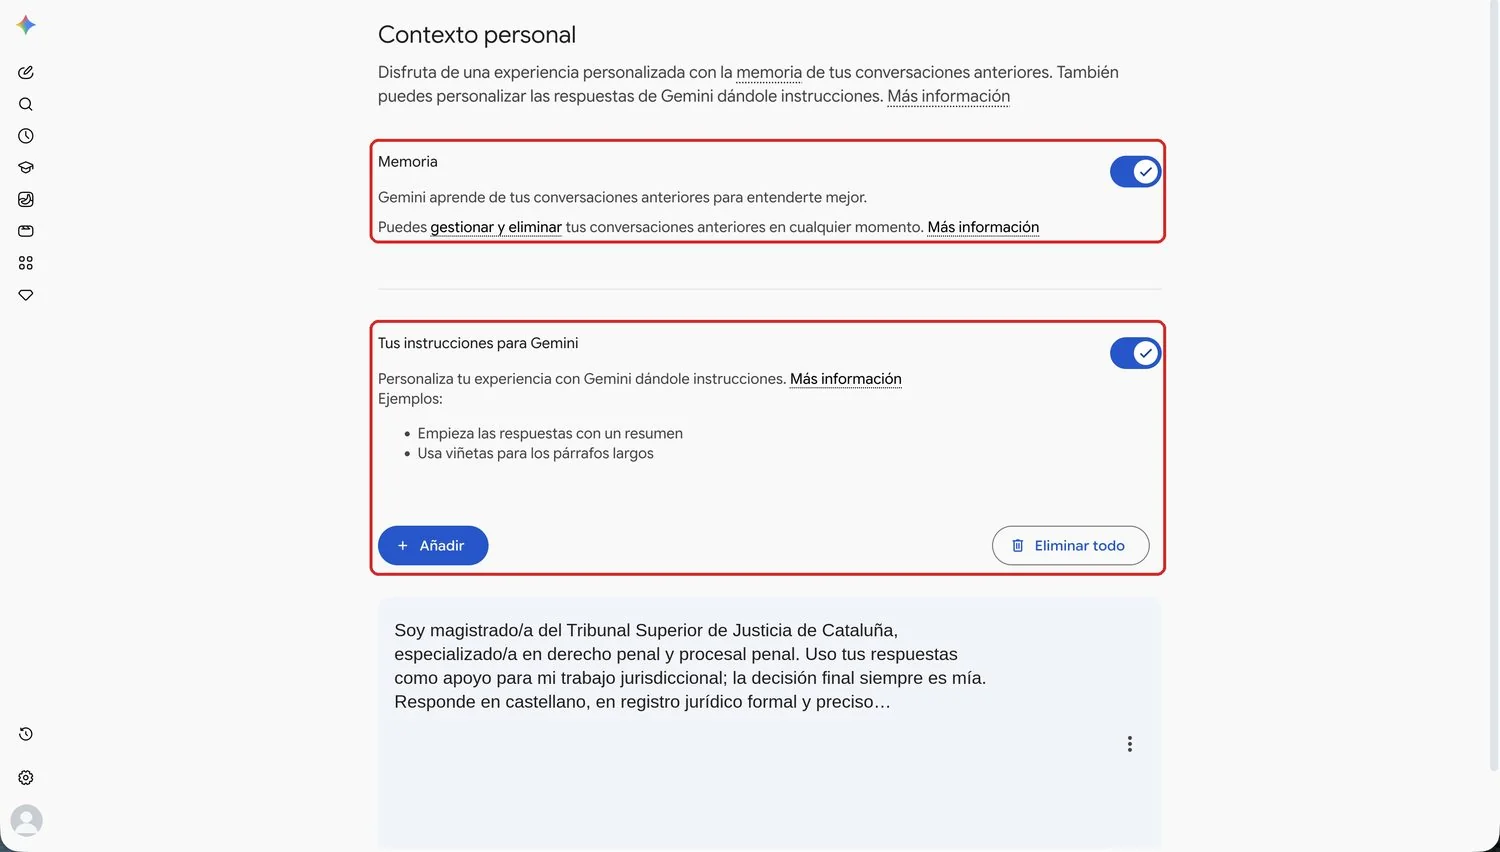 Contexto personal
Disfruta de una experiencia personalizada con la memoria de tus conversaciones anteriores. También
puedes personalizar las respuestas de Gemini dándole instrucciones. Más información
Memoria
Gemini aprende de tus conversaciones anteriores para entenderte mejor.
Puedes gestionar y eliminar tus conversaciones anteriores en cualquier momento. Más información
Tus instrucciones para Gemini
Personaliza tu experiencia con Gemini dándole instrucciones. Más información
Ejemplos:
• Empieza las respuestas con un resumen
• Usa viñetas para los párrafos largos
+ Añadir
Eliminar todo
Soy magistrado/a del Tribunal Superior de Justicia de Cataluña,
especializado/a en derecho penal y procesal penal. Uso tus respuestas
como apoyo para mi trabajo jurisdiccional; la decisión final siempre es mía.
Responde en castellano, en registro jurídico formal y preciso…